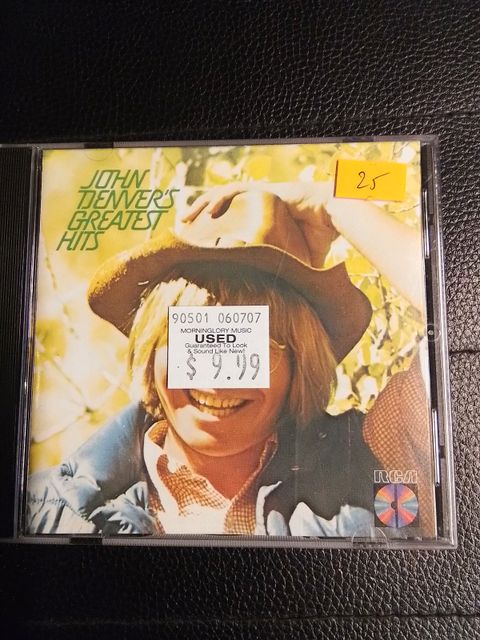 JOHN
DENVER'S
GREATEST
HITS
25
90501 060707
MORNINGLORY MUSIC
USED
Guaranteed To Look
& Sound Like New!
$ 9.99
RCA